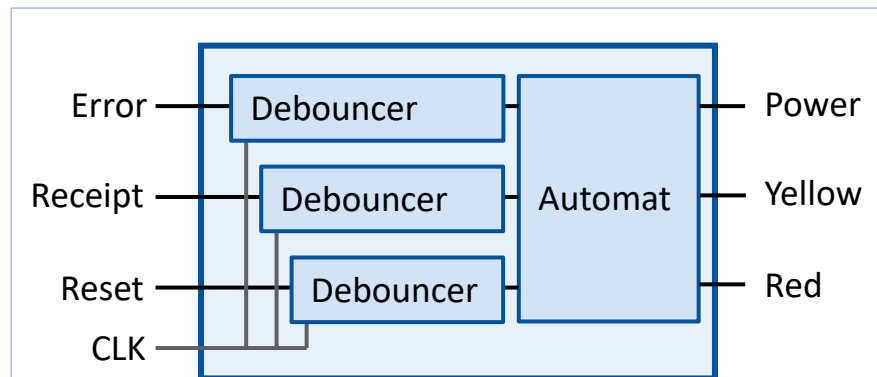 Error
Debouncer
Power
Receipt
Debouncer
Automat
Yellow
Reset
Debouncer
Red
CLK